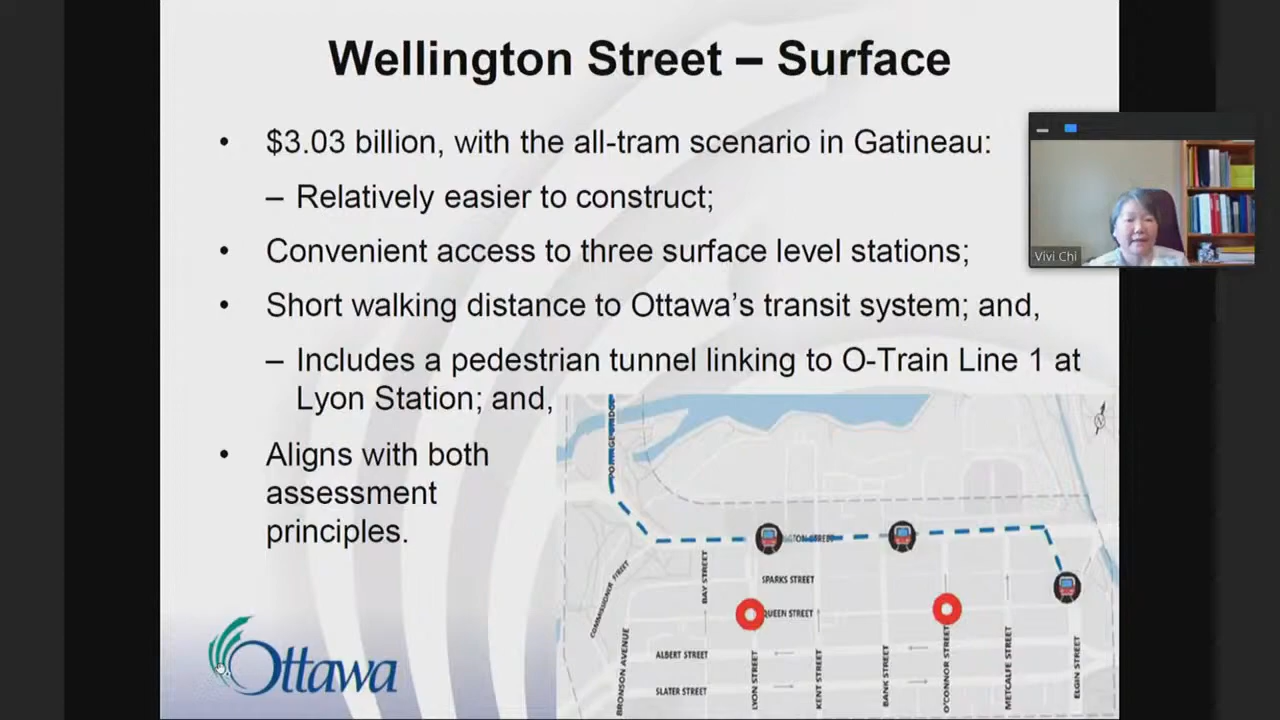 Wellington Street – Surface
• $3.03 billion, with the all-tram scenario in Gatineau:
– Relatively easier to construct;
• Convenient access to three surface level stations;
• Short walking distance to Ottawa's transit system; and,
– Includes a pedestrian tunnel linking to O-Train Line 1 at
Lyon Station; and,
• Aligns with both
assessment
principles.
Vivi Chi
SPARKS STREET
QUEEN STREET
ALBERT STREET
SLATER STREET
COMMISSIONER STREET
BRONSON AVENUE
BAY STREET
LYON STREET
KENT STREET
BANK STREET
O'CONNOR STREET
METCALFE STREET
ELGIN STREET
Ottawa